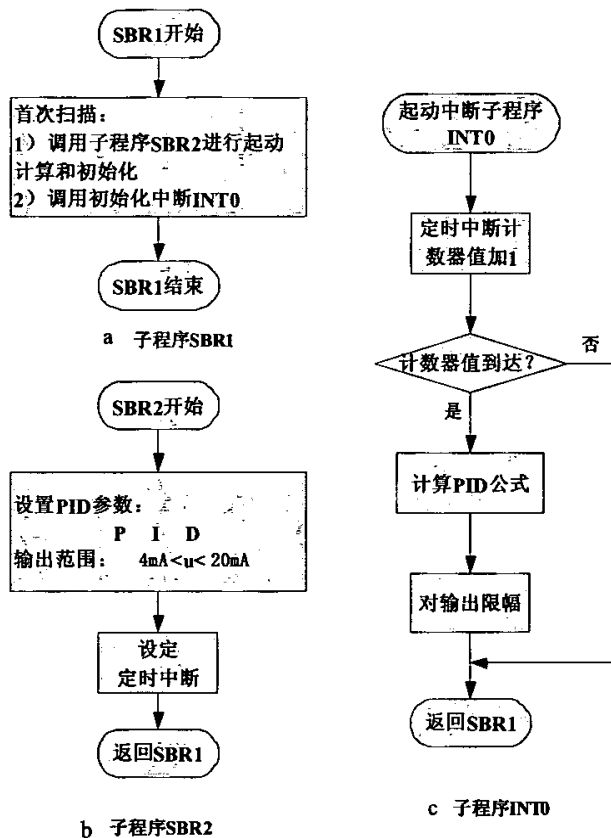 SBR1开始
首次扫描：
1）调用子程序SBR2进行起动
计算和初始化
2）调用初始化中断INT0
SBR1结束
a 子程序SBR1
SBR2开始
设置PID参数：
P I D
输出范围： 4mA<u<20mA
设定
定时中断
返回SBR1
b 子程序SBR2
起动中断子程序
INT0
定时中断计
数器值加1
计数器值到达？
否
是
计算PID公式
对输出限幅
返回SBR1
c 子程序INT0